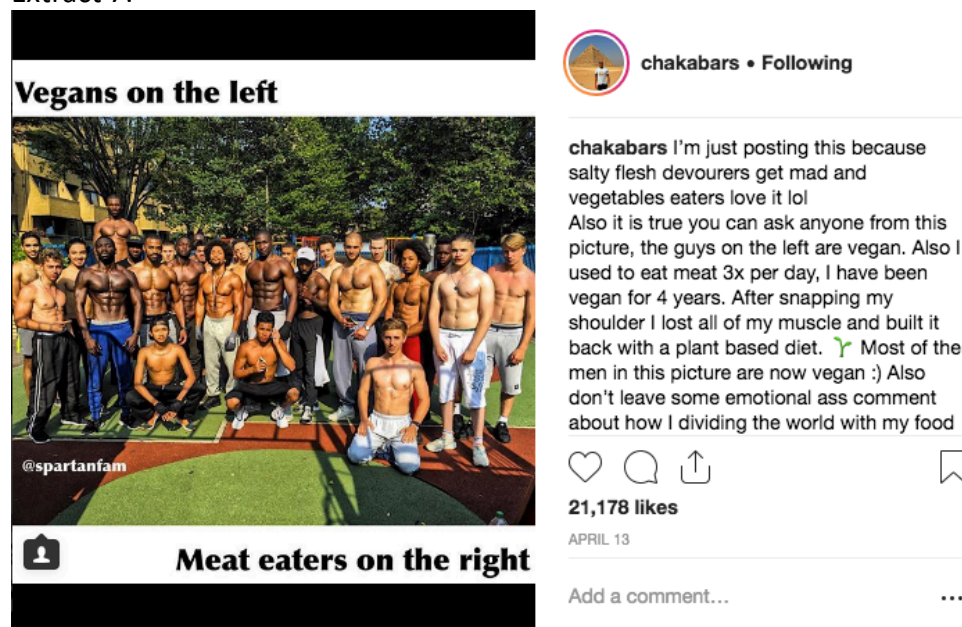 Vegans on the left
@spartanfam
Meat eaters on the right
chakabars • Following
chakabars I'm just posting this because
salty flesh devourers get mad and
vegetables eaters love it lol
Also it is true you can ask anyone from this
picture, the guys on the left are vegan. Also I
used to eat meat 3x per day, I have been
vegan for 4 years. After snapping my
shoulder I lost all of my muscle and built it
back with a plant based diet. 🌱 Most of the
men in this picture are now vegan :) Also
don't leave some emotional ass comment
about how I dividing the world with my food
21,178 likes
APRIL 13
Add a comment...